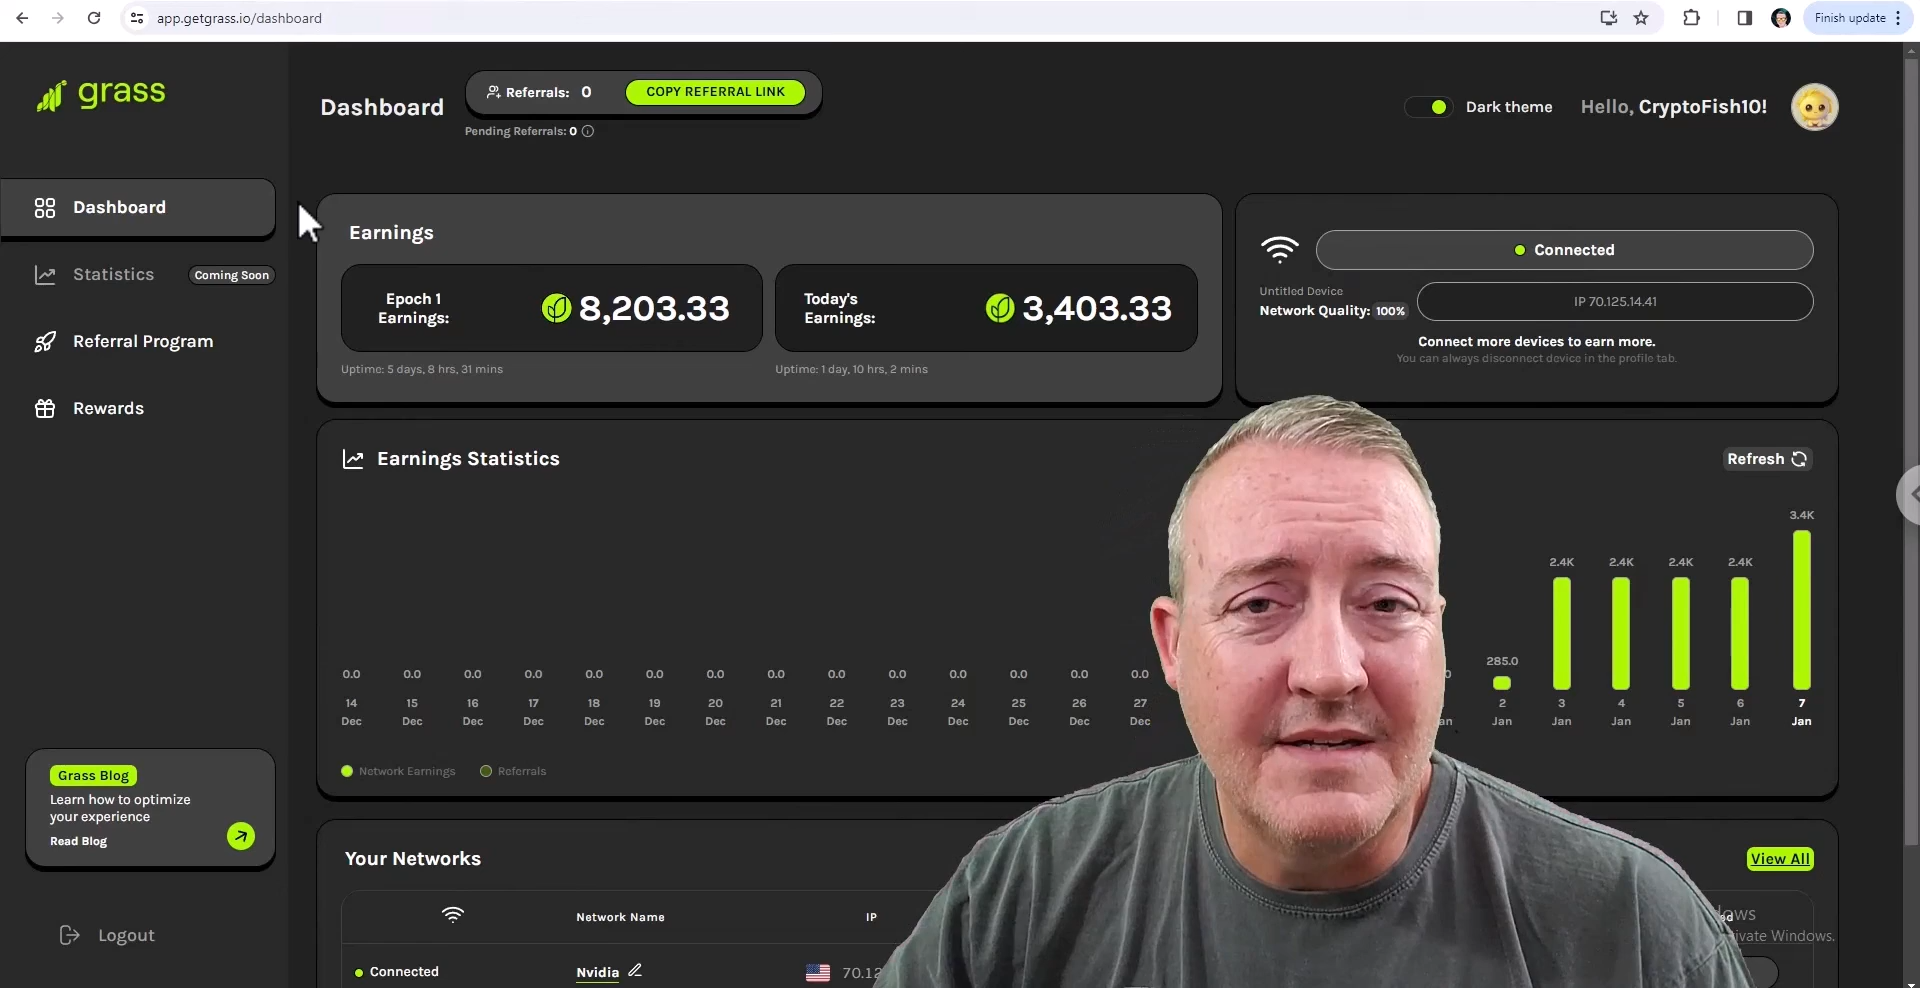 app.getgrass.io/dashboard
Finish update
grass
Dashboard
Referrals: 0
COPY REFERRAL LINK
Pending Referrals: 0
Dark theme
Hello, CryptoFish10!
Dashboard
Statistics
Coming Soon
Referral Program
Rewards
Earnings
Epoch 1
Earnings:
8,203.33
Uptime: 5 days, 8 hrs, 31 mins
Today's
Earnings:
3,403.33
Uptime: 1 day, 10 hrs, 2 mins
Connected
Untitled Device
Network Quality: 100%
IP 70.125.14.41
Connect more devices to earn more.
You can always disconnect device in the profile tab.
Earnings Statistics
Refresh
3.4K
2.4K 2.4K 2.4K 2.4K
285.0
0.0 0.0 0.0 0.0 0.0 0.0 0.0 0.0 0.0 0.0 0.0 0.0 0.0 0.0
14 15 16 17 18 19 20 21 22 23 24 25 26 27 2 3 4 5 6 7
Dec Dec Dec Dec Dec Dec Dec Dec Dec Dec Dec Dec Dec Dec Jan Jan Jan Jan Jan Jan
Network Earnings
Referrals
Grass Blog
Learn how to optimize
your experience
Read Blog
Logout
Your Networks
View All
Network Name
IP
Connected
Nvidia
70.12
Windows.